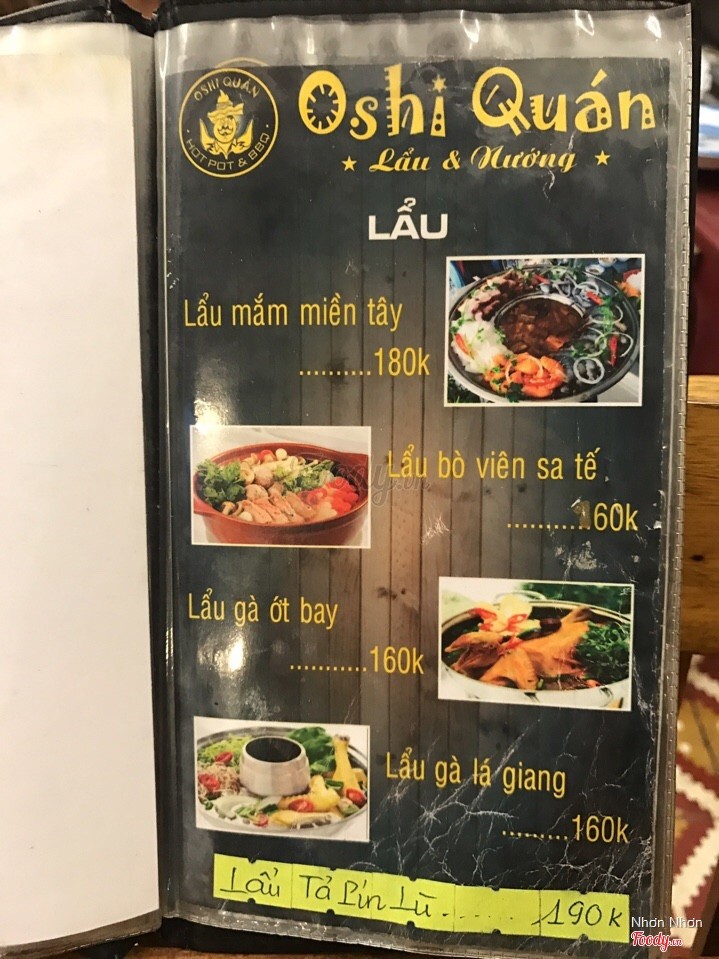 OSHI QUÁN
HOT POT & BBQ
Oshi Quán
Lẩu & Nướng
LẨU
Lẩu mắm miền tây
..........180k
Lẩu bò viên sa tế
..........160k
Lẩu gà ớt bay
...........160k
Lẩu gà lá giang
.........160k
Lẩu Tả Pín Lù.......190k
Nhơn Nhơn
Foody.vn